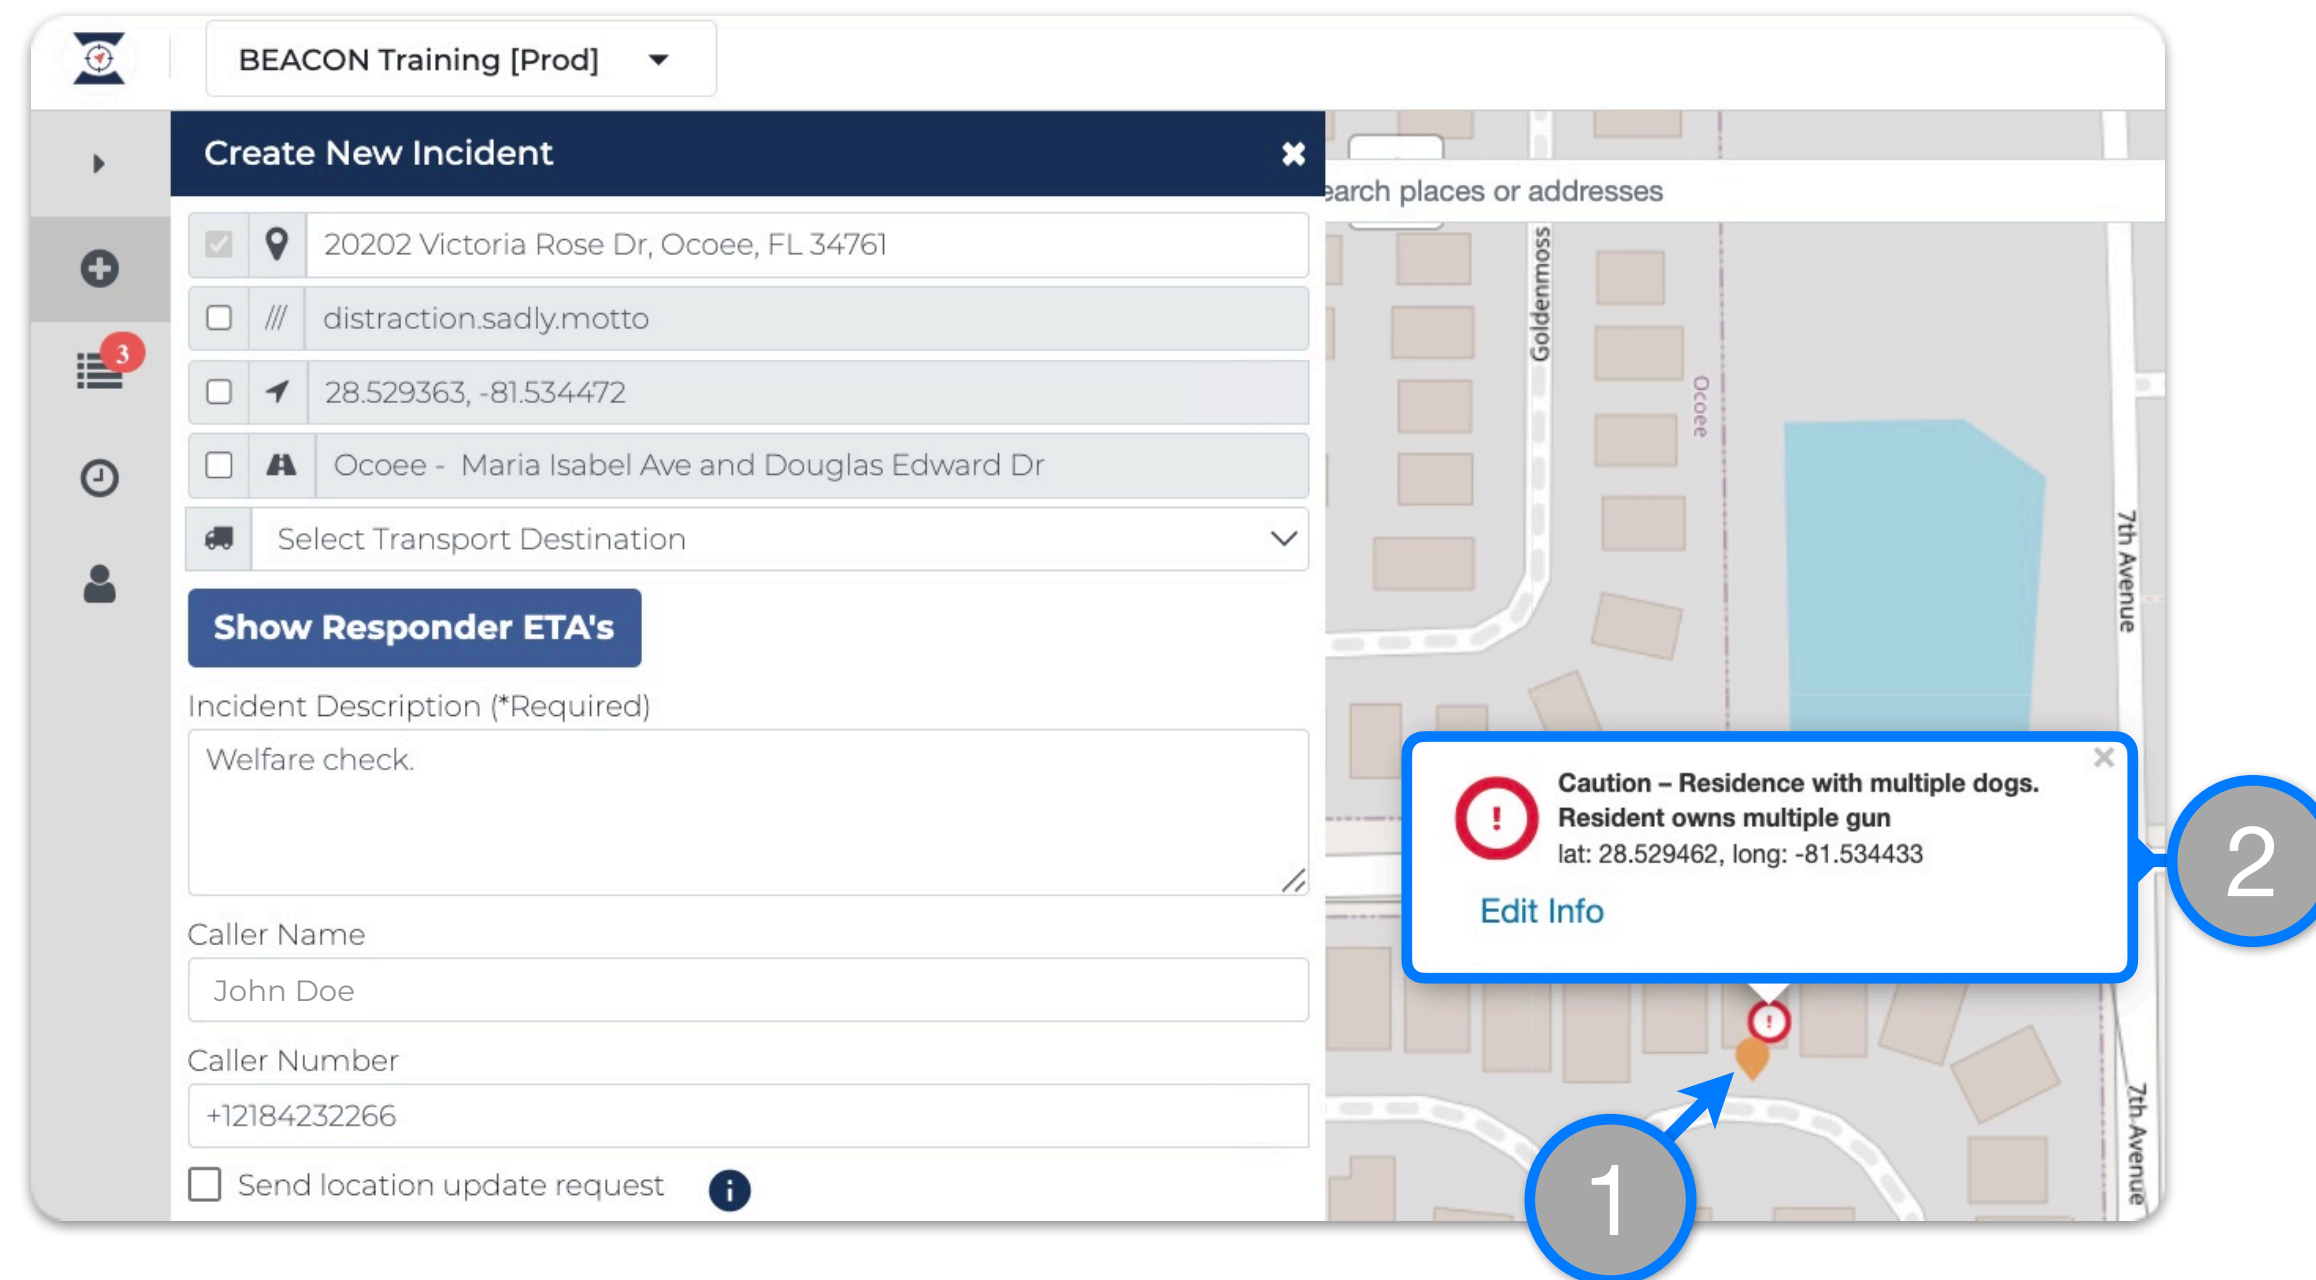 BEACON Training [Prod]
Create New Incident
20202 Victoria Rose Dr, Ocoee, FL 34761
/// distraction.sadly.motto
3
28.529363, -81.534472
Ocoee - Maria Isabel Ave and Douglas Edward Dr
Select Transport Destination
Show Responder ETA's
Incident Description (*Required)
Welfare check.
Caller Name
John Doe
Caller Number
+12184232266
Send location update request
i
earch places or addresses
Goldenmoss
Ocoee
7th Avenue
Caution – Residence with multiple dogs.
Resident owns multiple gun
lat: 28.529462, long: -81.534433
Edit Info
!
!
7th Avenue
1
2